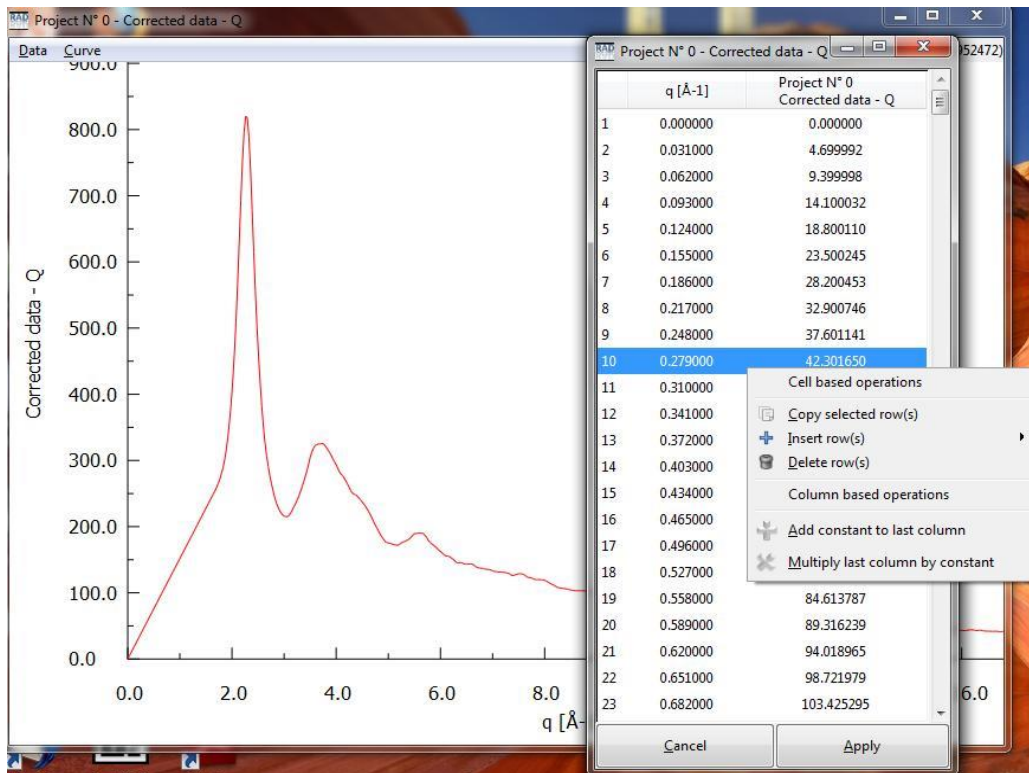 RAD Project N° 0 - Corrected data - Q
Data Curve
52472)
900.0
800.0
700.0
600.0
500.0
400.0
300.0
200.0
100.0
0.0
Corrected data - Q
0.0 2.0 4.0 6.0 8.0 6.0
q [Å-
RAD Project N° 0 - Corrected data - Q
q [Å-1] Project N° 0
Corrected data - Q
1 0.000000 0.000000
2 0.031000 4.699992
3 0.062000 9.399998
4 0.093000 14.100032
5 0.124000 18.800110
6 0.155000 23.500245
7 0.186000 28.200453
8 0.217000 32.900746
9 0.248000 37.601141
10 0.279000 42.301650
11 0.310000
12 0.341000
13 0.372000
14 0.403000
15 0.434000
16 0.465000
17 0.496000
18 0.527000
19 0.558000 84.613787
20 0.589000 89.316239
21 0.620000 94.018965
22 0.651000 98.721979
23 0.682000 103.425295
Cell based operations
Copy selected row(s)
Insert row(s)
Delete row(s)
Column based operations
Add constant to last column
Multiply last column by constant
Cancel Apply